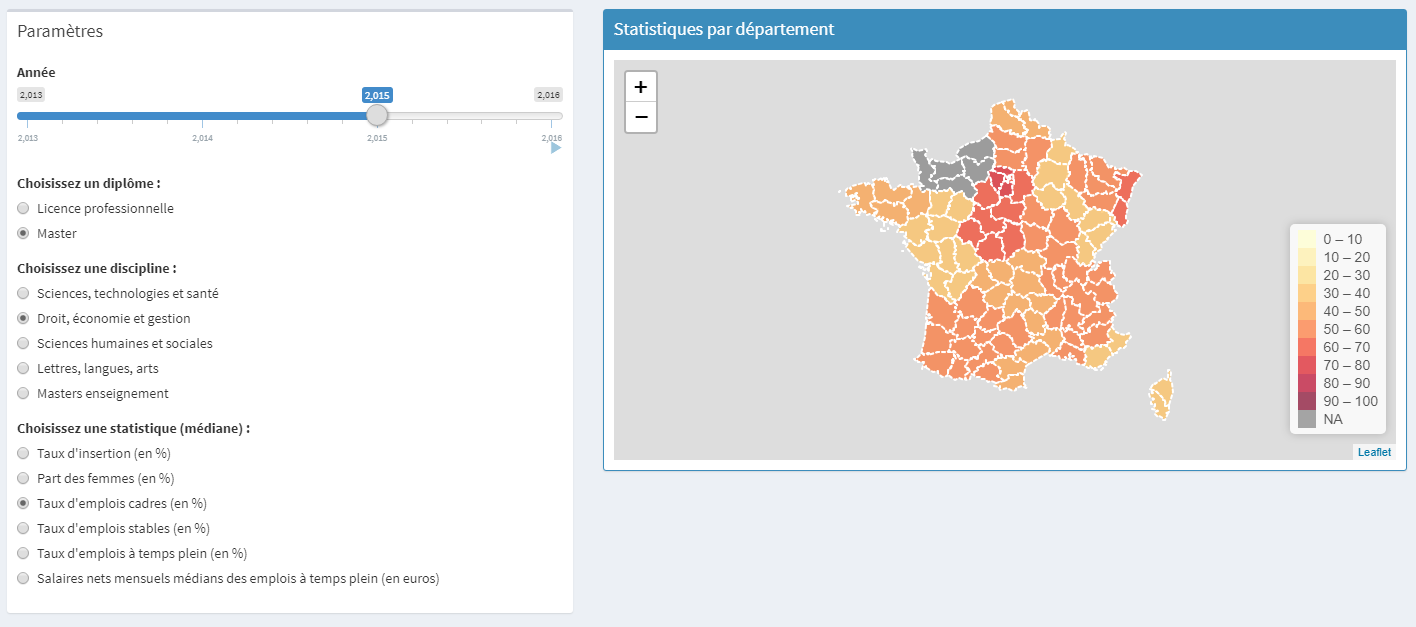 Paramètres
Année
2,013
2,015
2,016
2,013
2,014
2,015
2,016
Choisissez un diplôme :
Licence professionnelle
Master
Choisissez une discipline :
Sciences, technologies et santé
Droit, économie et gestion
Sciences humaines et sociales
Lettres, langues, arts
Masters enseignement
Choisissez une statistique (médiane) :
Taux d'insertion (en %)
Part des femmes (en %)
Taux d'emplois cadres (en %)
Taux d'emplois stables (en %)
Taux d'emplois à temps plein (en %)
Salaires nets mensuels médians des emplois à temps plein (en euros)
Statistiques par département
+
−
0 – 10
10 – 20
20 – 30
30 – 40
40 – 50
50 – 60
60 – 70
70 – 80
80 – 90
90 – 100
NA
Leaflet